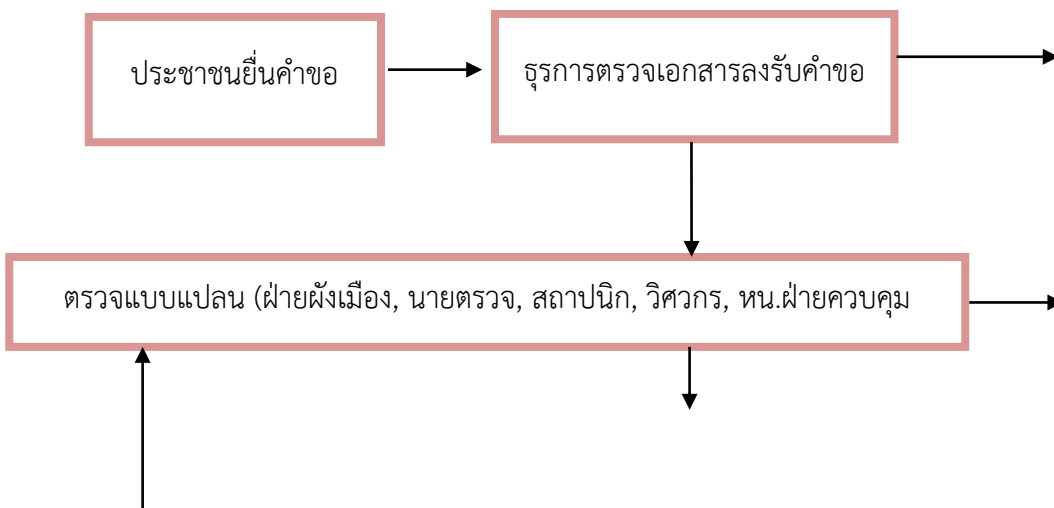 ประชาชนยื่นคำขอ
ธุรการตรวจเอกสารลงรับคำขอ
ตรวจแบบแปลน (ฝ่ายผังเมือง, นายตรวจ, สถาปนิก, วิศวกร, หน.ฝ่ายควบคุม